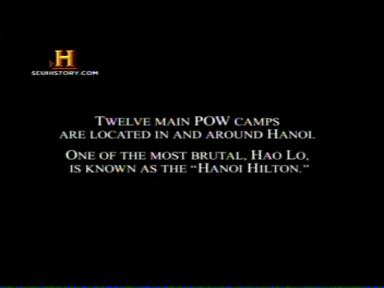 H
SEUHISTORY.COM
TWELVE MAIN POW CAMPS
ARE LOCATED IN AND AROUND HANOI.
ONE OF THE MOST BRUTAL, HAO LO,
IS KNOWN AS THE "HANOI HILTON."